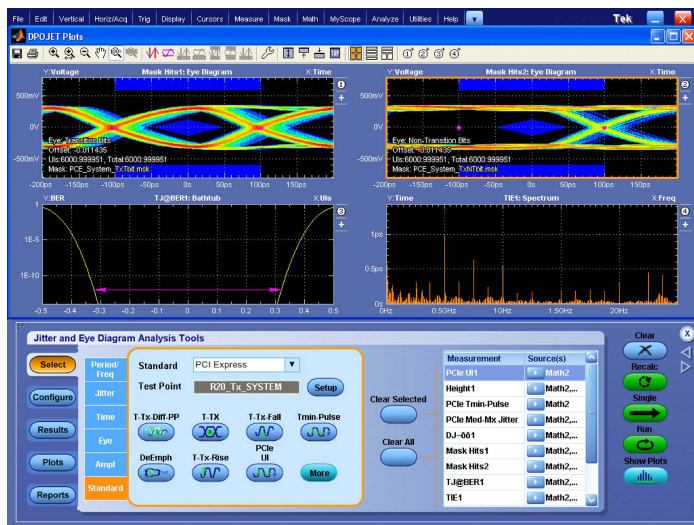 File Edit Vertical Horiz/Acq Trig Display Cursors Measure Mask Math MyScope Analyze Utilities Help Tek
DPOJET Plots
Y:Voltage Mask Hits1: Eye Diagram X:Time
500mV
0V
-500mV
Eye: Transition Bits
Offset: -0.011435
UIs:6000:999951, Total:6000:999951
Mask: PCE_System_TxTbit.msk
-200ps -150ps -100ps -50ps 0s 50ps 100ps 150ps
Y:Voltage Mask Hits2: Eye Diagram X:Time
500mV
0V
-500mV
Eye: Non-Transition Bits
Offset: -0.011435
UIs:6000:999951, Total:6000:999951
Mask: PCE_System_TxNTbit.msk
-200ps -150ps -100ps -50ps 0s 50ps 100ps 150ps
Y:BER TJ@BER1: Bathtub X:UIs
1
1E-5
1E-10
-0.5 -0.4 -0.3 -0.2 -0.1 0.0 0.1 0.2 0.3 0.4 0.5
Y:Time TIE1: Spectrum X:Freq
1ps
0.5ps
0s
0Hz 0.50Hz 10Hz 1.50Hz 20Hz
Jitter and Eye Diagram Analysis Tools
Select
Configure
Results
Plots
Reports
Period/
Freq
Jitter
Time
Eye
Ampl
Standard
Standard PCI Express
Test Point R20_Tx_SYSTEM Setup
T-Tx-Diff-PP T-TX T-Tx-Fall Tmin-Pulse
DeEmph T-Tx-Rise PCIe
UI More
Clear Selected
Clear All
Measurement Source(s)
PCIe UI1 Math2
Height1 Math2,...
PCIe Tmin-Pulse Math2
PCIe Med-Mx Jitter Math2,...
DJ-δδ1 Math2,...
Mask Hits1 Math2,...
Mask Hits2 Math2,...
TJ@BER1 Math2,...
TIE1 Math2,...
Clear
Recalc
Single
Run
Show Plots